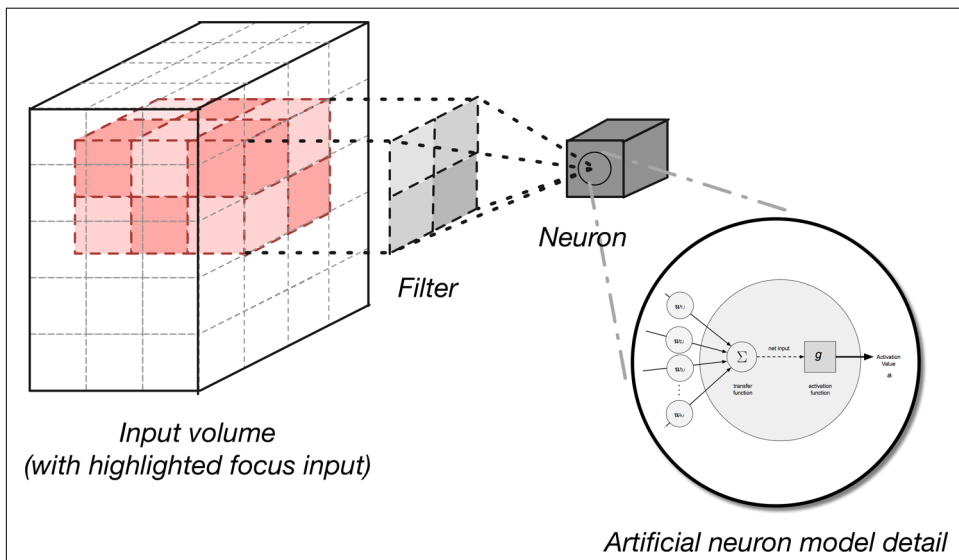 Filter
Neuron
Input volume
(with highlighted focus input)
Σ
net input
g
transfer
function
activation
function
Activation
Value
Artificial neuron model detail